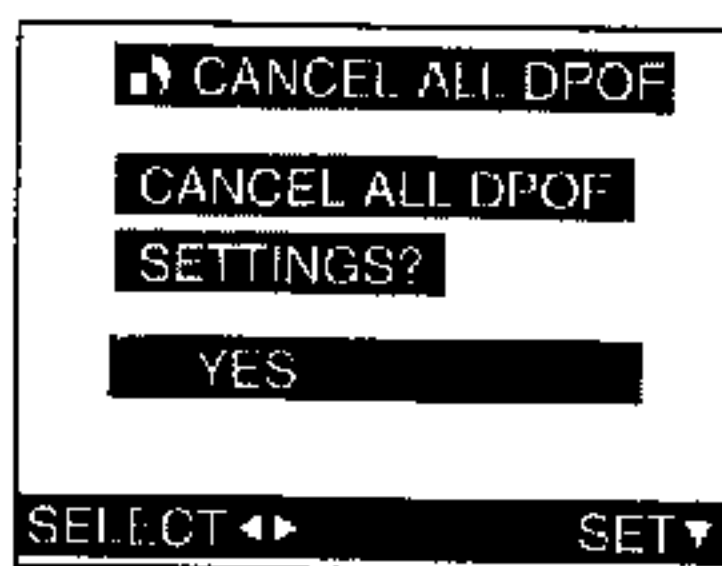 CANCEL ALL DPOF
CANCEL ALL DPOF
SETTINGS?
YES
SELECT ◀▶ SET ▼